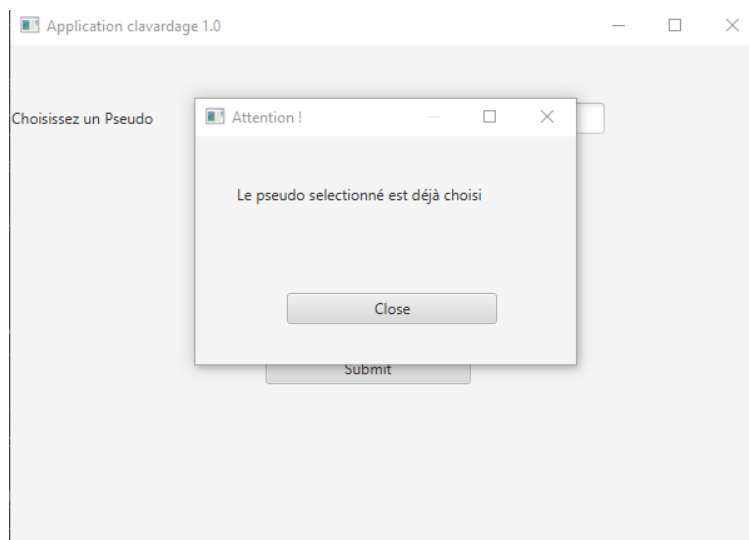 Application clavardage 1.0
Choisissez un Pseudo
Attention !
Le pseudo selectionné est déjà choisi
Close
Submit